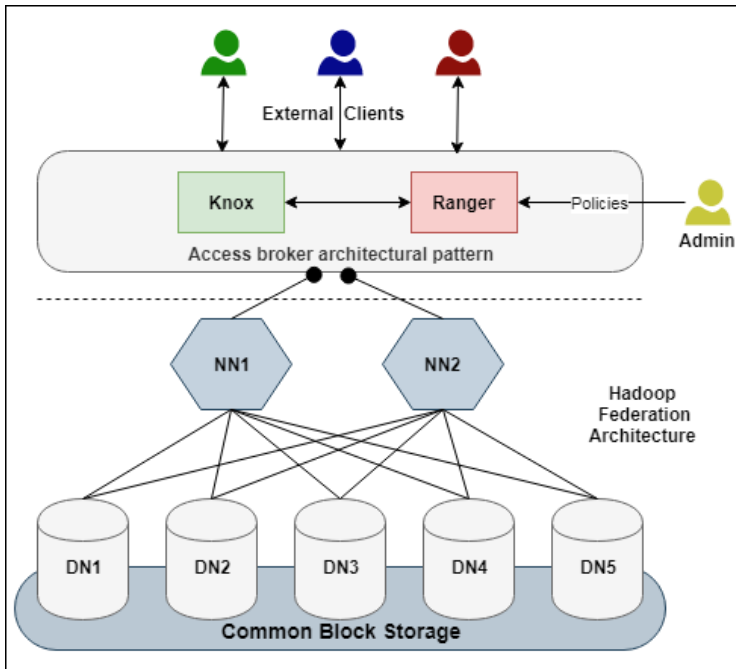 External Clients
Knox
Ranger
Policies
Admin
Access broker architectural pattern
NN1
NN2
Hadoop
Federation
Architecture
DN1
DN2
DN3
DN4
DN5
Common Block Storage